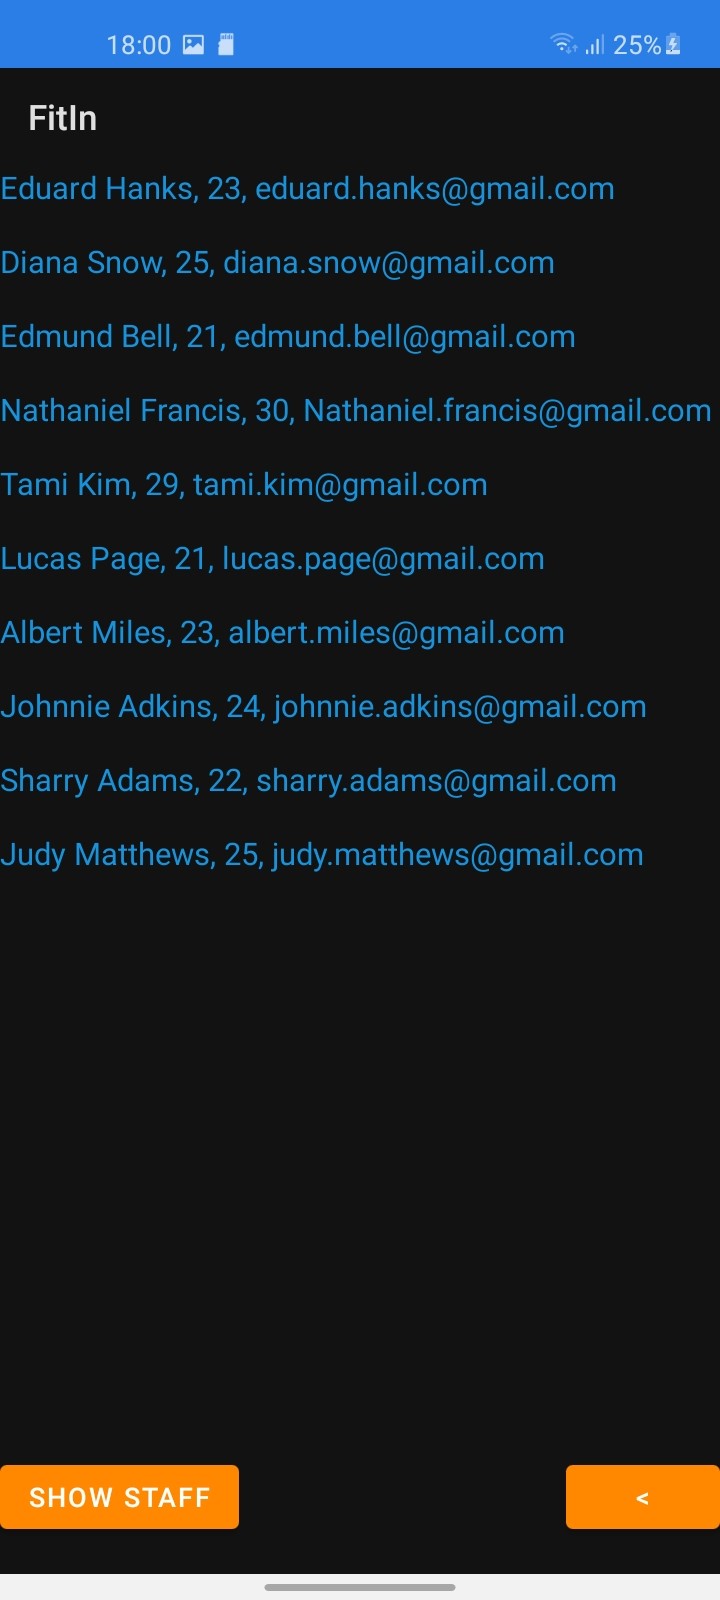 18:00 25%
FitIn
Eduard Hanks, 23, eduard.hanks@gmail.com
Diana Snow, 25, diana.snow@gmail.com
Edmund Bell, 21, edmund.bell@gmail.com
Nathaniel Francis, 30, Nathaniel.francis@gmail.com
Tami Kim, 29, tami.kim@gmail.com
Lucas Page, 21, lucas.page@gmail.com
Albert Miles, 23, albert.miles@gmail.com
Johnnie Adkins, 24, johnnie.adkins@gmail.com
Sharry Adams, 22, sharry.adams@gmail.com
Judy Matthews, 25, judy.matthews@gmail.com
SHOW STAFF <